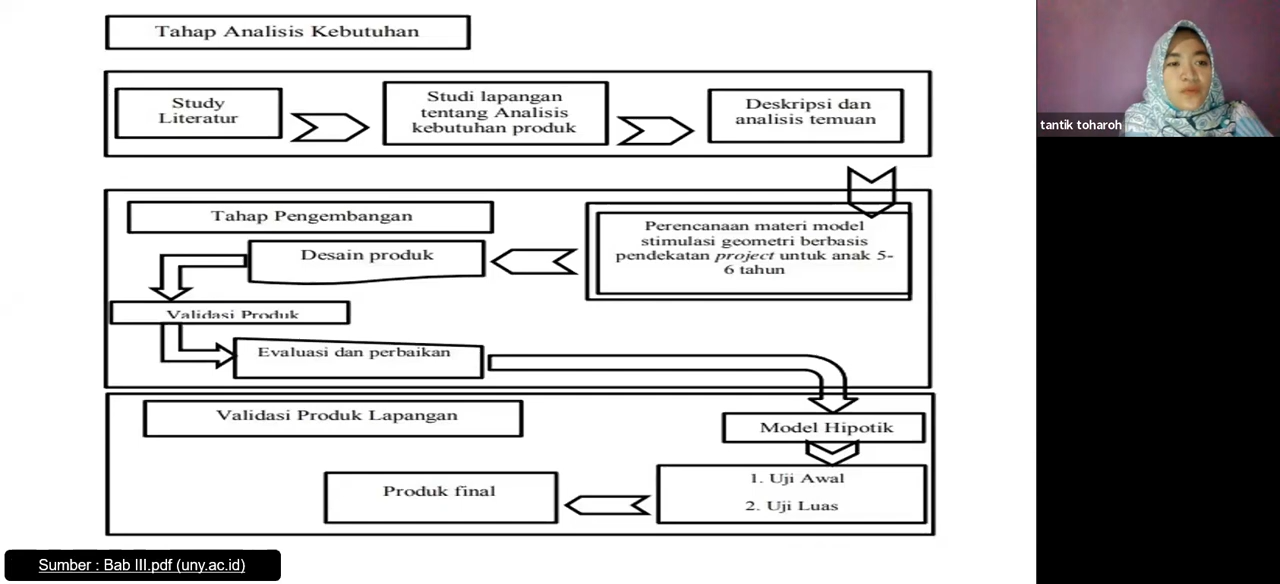 Tahap Analisis Kebutuhan
Study
Literatur
Studi lapangan
tentang Analisis
kebutuhan produk
Deskripsi dan
analisis temuan
Tahap Pengembangan
Perencanaan materi model
stimulasi geometri berbasis
pendekatan project untuk anak 5-
6 tahun
Desain produk
Validasi Produk
Evaluasi dan perbaikan
Validasi Produk Lapangan
Model Hipotik
1. Uji Awal
2. Uji Luas
Produk final
Sumber : Bab III.pdf (uny.ac.id)
tantik toharoh